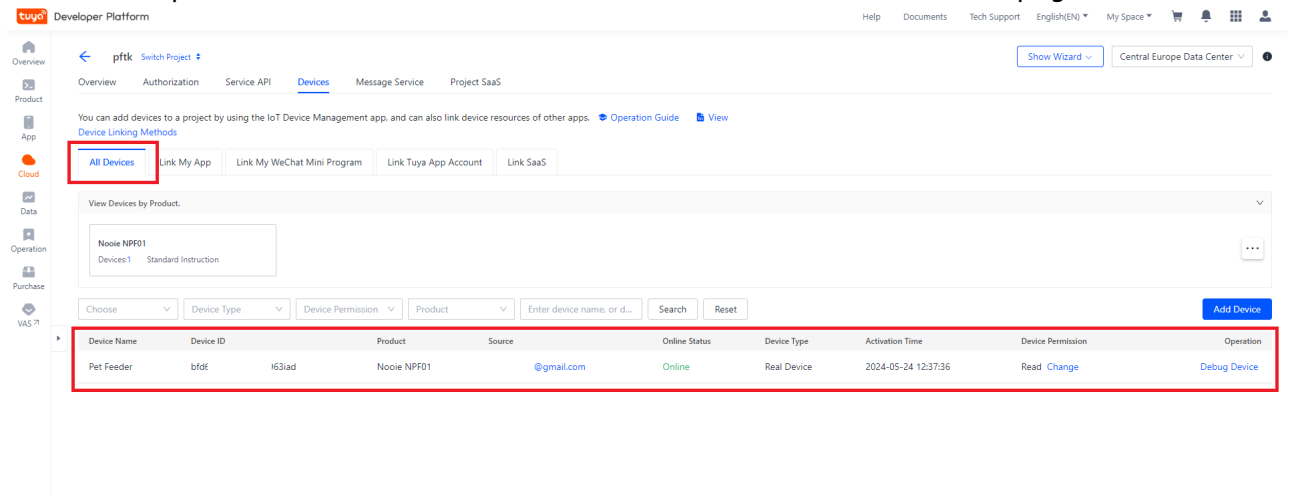 tuya Developer Platform
Help Documents Tech Support English(EN) My Space
Overview
Product
App
Cloud
Data
Operation
Purchase
VAS
pftk Switch Project
Show Wizard
Central Europe Data Center
Overview Authorization Service API Devices Message Service Project SaaS
You can add devices to a project by using the IoT Device Management app, and can also link device resources of other apps. Operation Guide View
Device Linking Methods
All Devices Link My App Link My WeChat Mini Program Link Tuya App Account Link SaaS
View Devices by Product.
Nooie NPF01
Devices:1 Standard Instruction
...
Choose Device Type Device Permission Product Enter device name, or d... Search Reset Add Device
Device Name Device ID Product Source Online Status Device Type Activation Time Device Permission Operation
Pet Feeder bfd 63iad Nooie NPF01 @gmail.com Online Real Device 2024-05-24 12:37:36 Read Change Debug Device